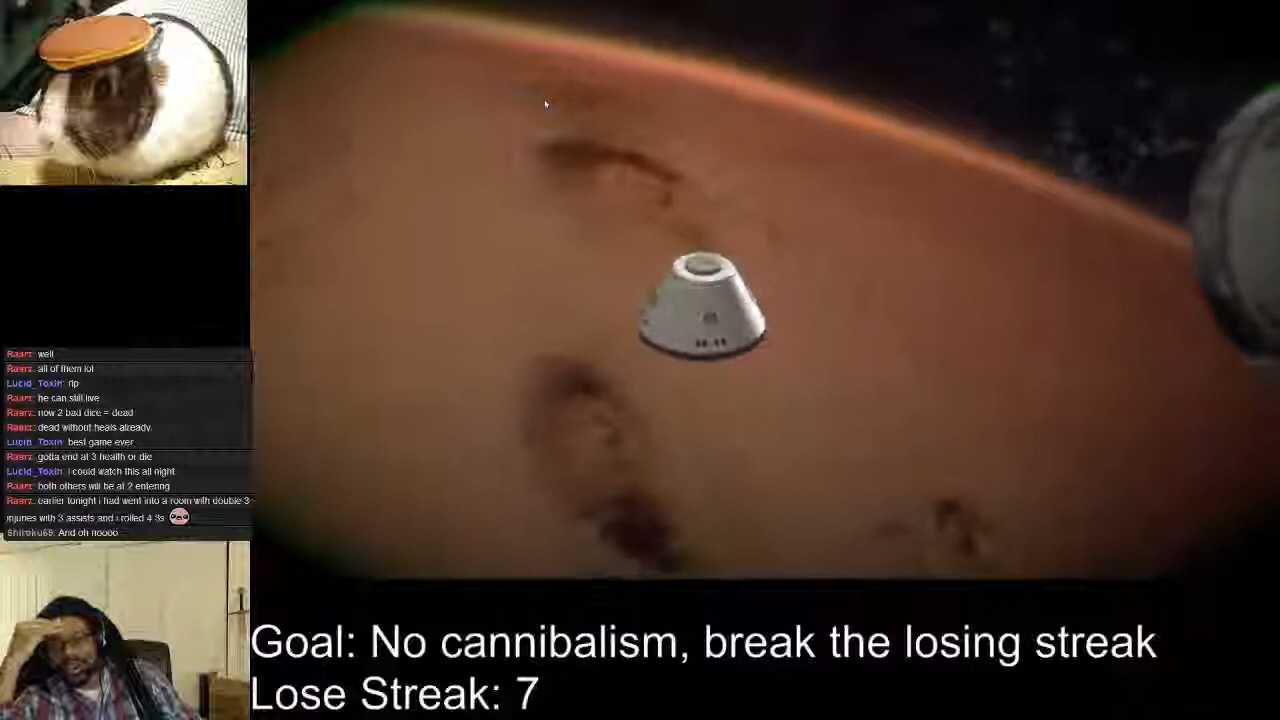 Raarz: well
Raarz: all of them lol
Lucid_Toxin: rip
Raarz: he can still live
Raarz: now 2 bad dice = dead
Raarz: dead without heals already
Lucid_Toxin: best game ever
Raarz: gotta end at 3 health or die
Lucid_Toxin: i could watch this all night
Raarz: both others will be at 2 entering
Raarz: earlier tonight i had went into a room with double 3
injuries with 3 assists and i rolled 4 3s
Shiroku69: And oh noooo
Goal: No cannibalism, break the losing streak
Lose Streak: 7